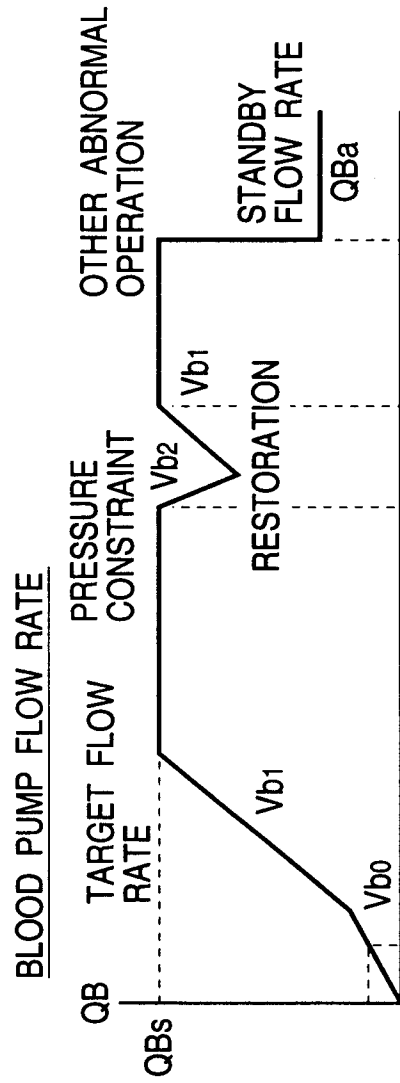 BLOOD PUMP FLOW RATE
QB
TARGET FLOW
RATE
PRESSURE
CONSTRAINT
OTHER ABNORMAL
OPERATION
QBs
Vb2
Vb1
STANDBY
FLOW RATE
Vb1
RESTORATION
QBa
Vb0